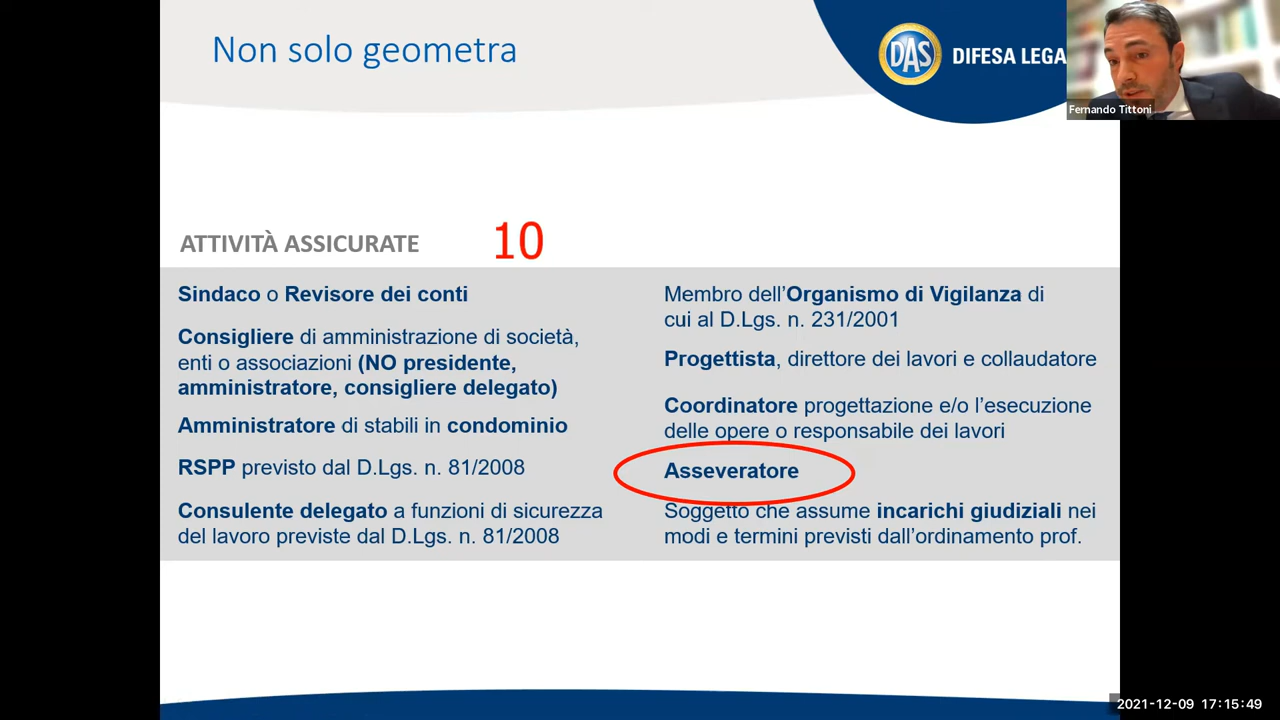 Non solo geometra
DAS
DIFESA LEGA
Fernando Tittoni
ATTIVITÀ ASSICURATE
10
Sindaco o Revisore dei conti
Consigliere di amministrazione di società,
enti o associazioni (NO presidente,
amministratore, consigliere delegato)
Amministratore di stabili in condominio
RSPP previsto dal D.Lgs. n. 81/2008
Consulente delegato a funzioni di sicurezza
del lavoro previste dal D.Lgs. n. 81/2008
Membro dell'Organismo di Vigilanza di
cui al D.Lgs. n. 231/2001
Progettista, direttore dei lavori e collaudatore
Coordinatore progettazione e/o l'esecuzione
delle opere o responsabile dei lavori
Asseveratore
Soggetto che assume incarichi giudiziali nei
modi e termini previsti dall'ordinamento prof.
2021-12-09 17:15:49